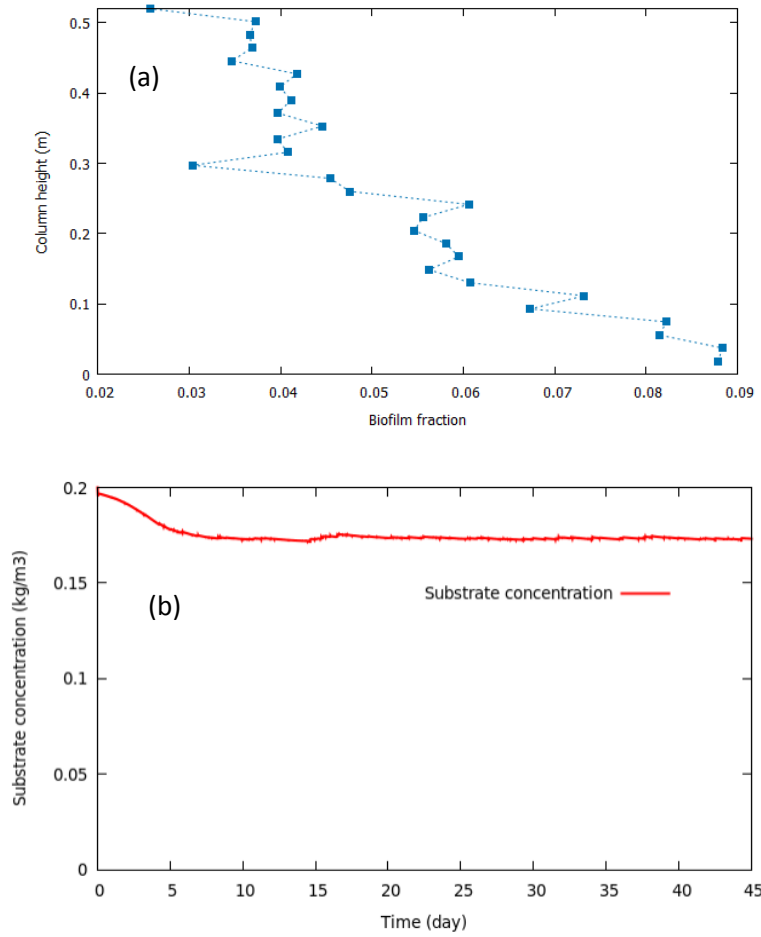 0.5
(a)
0.4
0.3
0.2
0.1
0
0.02 0.03 0.04 0.05 0.06 0.07 0.08 0.09
Column height (m)
Biofilm fraction
0.2
Substrate concentration
0.15
(b)
0.1
0.05
0
0 5 10 15 20 25 30 35 40 45
Substrate concentration (kg/m3)
Time (day)